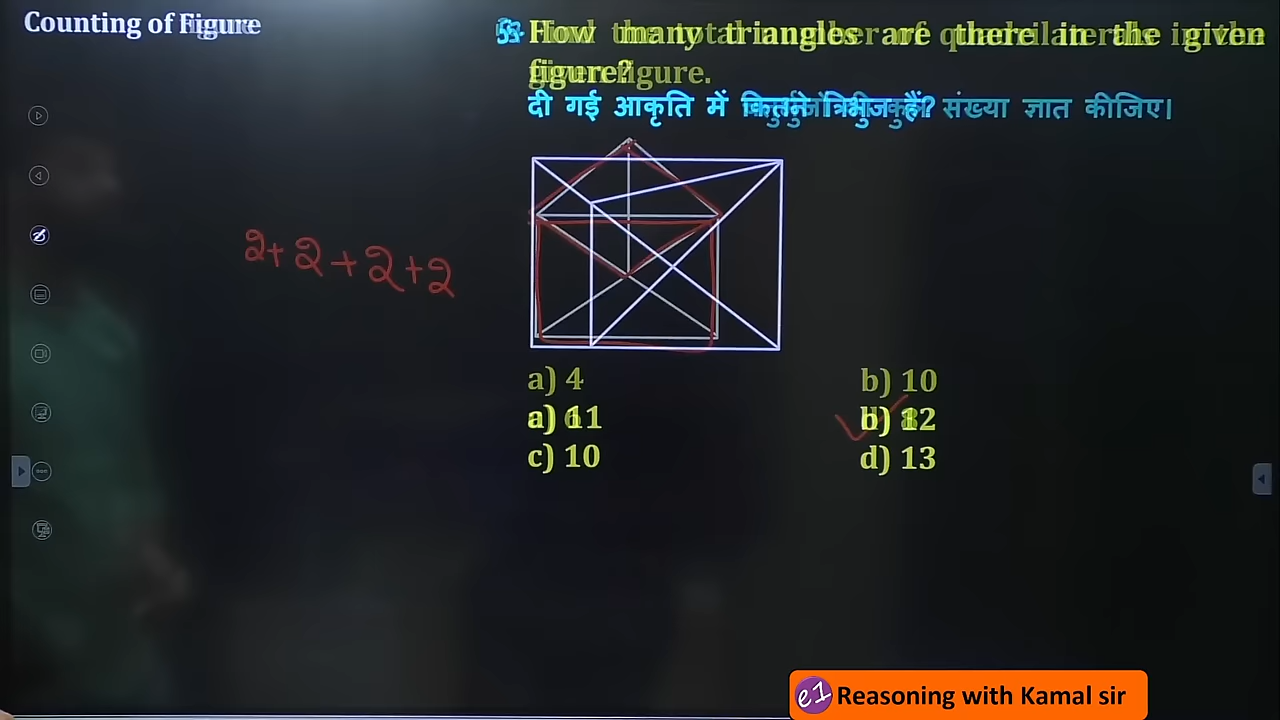 Counting of Figure
How many triangles are there in the given
figure?
दी गई आकृति में कितने त्रिभुज हैं? संख्या ज्ञात कीजिए।
2+2+2+2
a) 4
b) 10
a) 11
b) 12
c) 10
d) 13
e1 Reasoning with Kamal sir